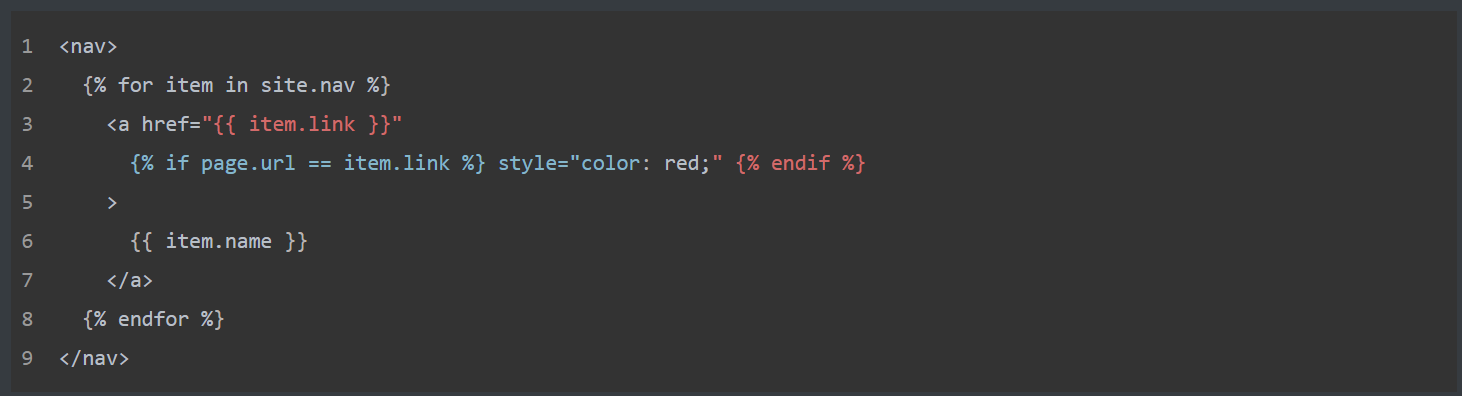 1 <nav>
2 {% for item in site.nav %}
3 <a href="{{ item.link }}"
4 {% if page.url == item.link %} style="color: red;" {% endif %}
5 >
6 {{ item.name }}
7 </a>
8 {% endfor %}
9 </nav>